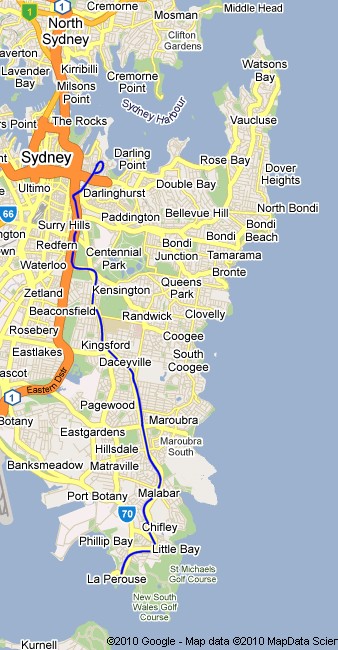 Cremorne
Middle Head
1
North
Sydney
Mosman
Clifton
Gardens
averton
Kirribilli
Watsons
Bay
Lavender
Bay
Milsons
Point
Cremorne
Point
Sydney Harbour
Vaucluse
The Rocks
s Point
Sydney
Darling
Point
Rose Bay
Dover
Heights
Ultimo
Darlinghurst
Double Bay
66
Paddington
Bellevue Hill
North Bondi
Surry Hills
Bondi
Beach
ngton
Redfern
Centennial
Park
Bondi
Junction
Tamarama
wn
Waterloo
Bronte
Queens
Park
Zetland
Kensington
Clovelly
Beaconsfield
Randwick
Rosebery
Coogee
Kingsford
Eastlakes
South
Coogee
Daceyville
ascot
Eastern Distr
1
Pagewood
Botany
Maroubra
Eastgardens
Maroubra
South
Hillsdale
Banksmeadow
Matraville
Port Botany
Malabar
70
Chifley
Phillip Bay
Little Bay
St Michaels
Golf Course
La Perouse
New South
Wales Golf
Course
Kurnell
©2010 Google - Map data ©2010 MapData Scien